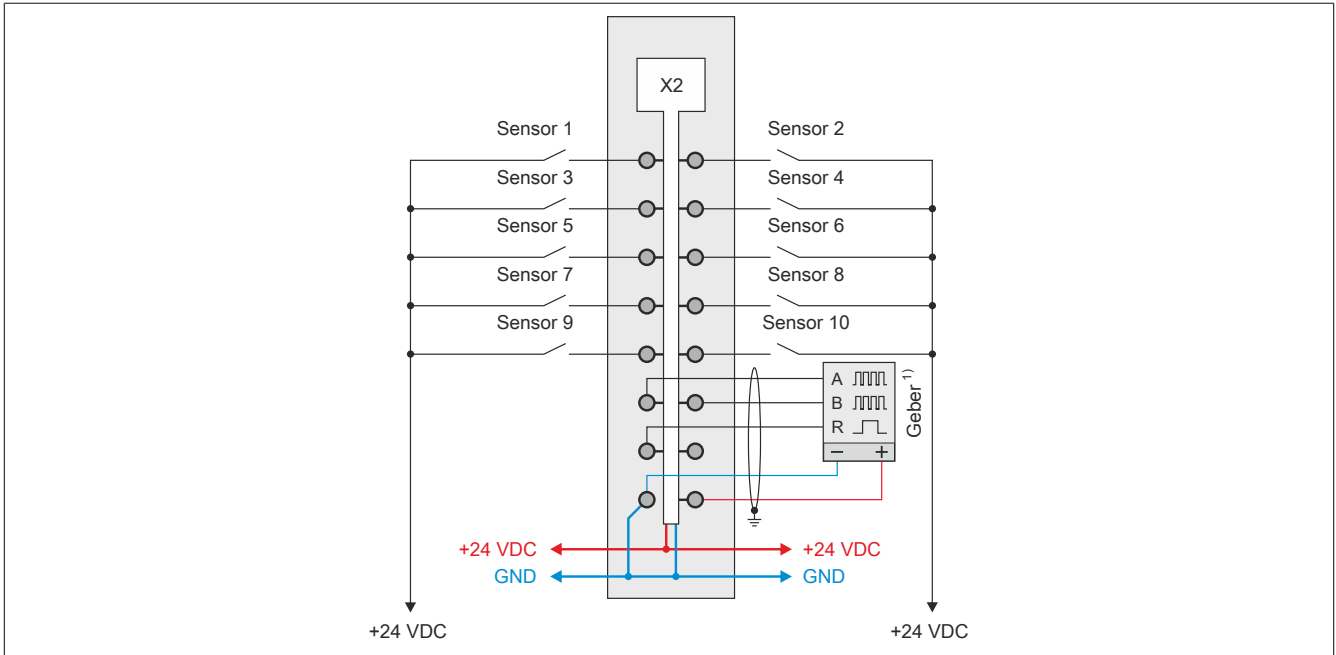 X2
Sensor 1
Sensor 2
Sensor 3
Sensor 4
Sensor 5
Sensor 6
Sensor 7
Sensor 8
Sensor 9
Sensor 10
A
B
R
− +
Geber 1)
+24 VDC
+24 VDC
GND
GND
+24 VDC
+24 VDC